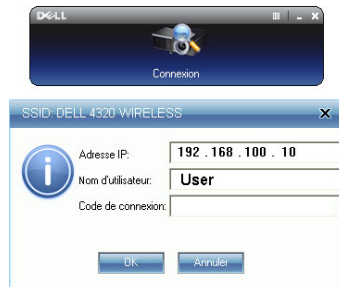 DELL
Connexion
SSID: DELL 4320 WIRELESS
Adresse IP: 192 . 168 . 100 . 10
Nom d'utilisateur: User
Code de connexion:
OK Annuler